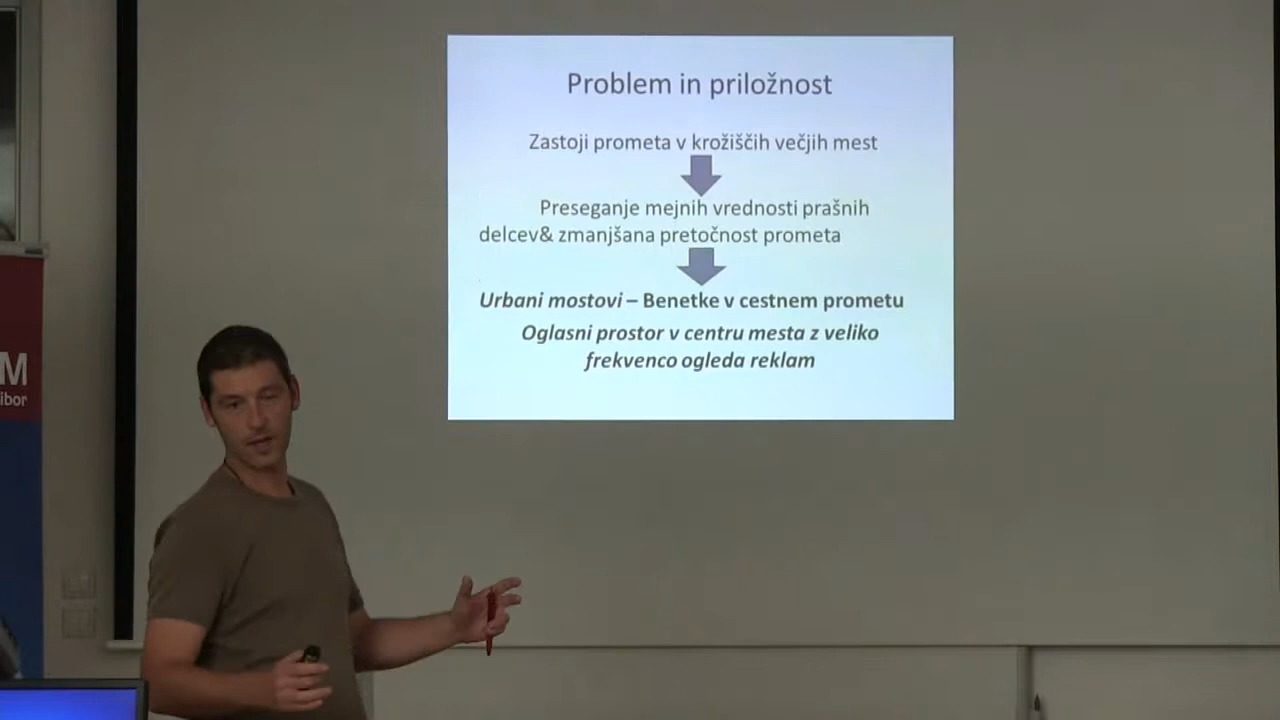 Problem in priložnost
Zastoji prometa v krožiščih večjih mest
Preseganje mejnih vrednosti prašnih
delcev& zmanjšana pretočnost prometa
Urbani mostovi – Benetke v cestnem prometu
Oglasni prostor v centru mesta z veliko
frekvenco ogleda reklam
M
ibor